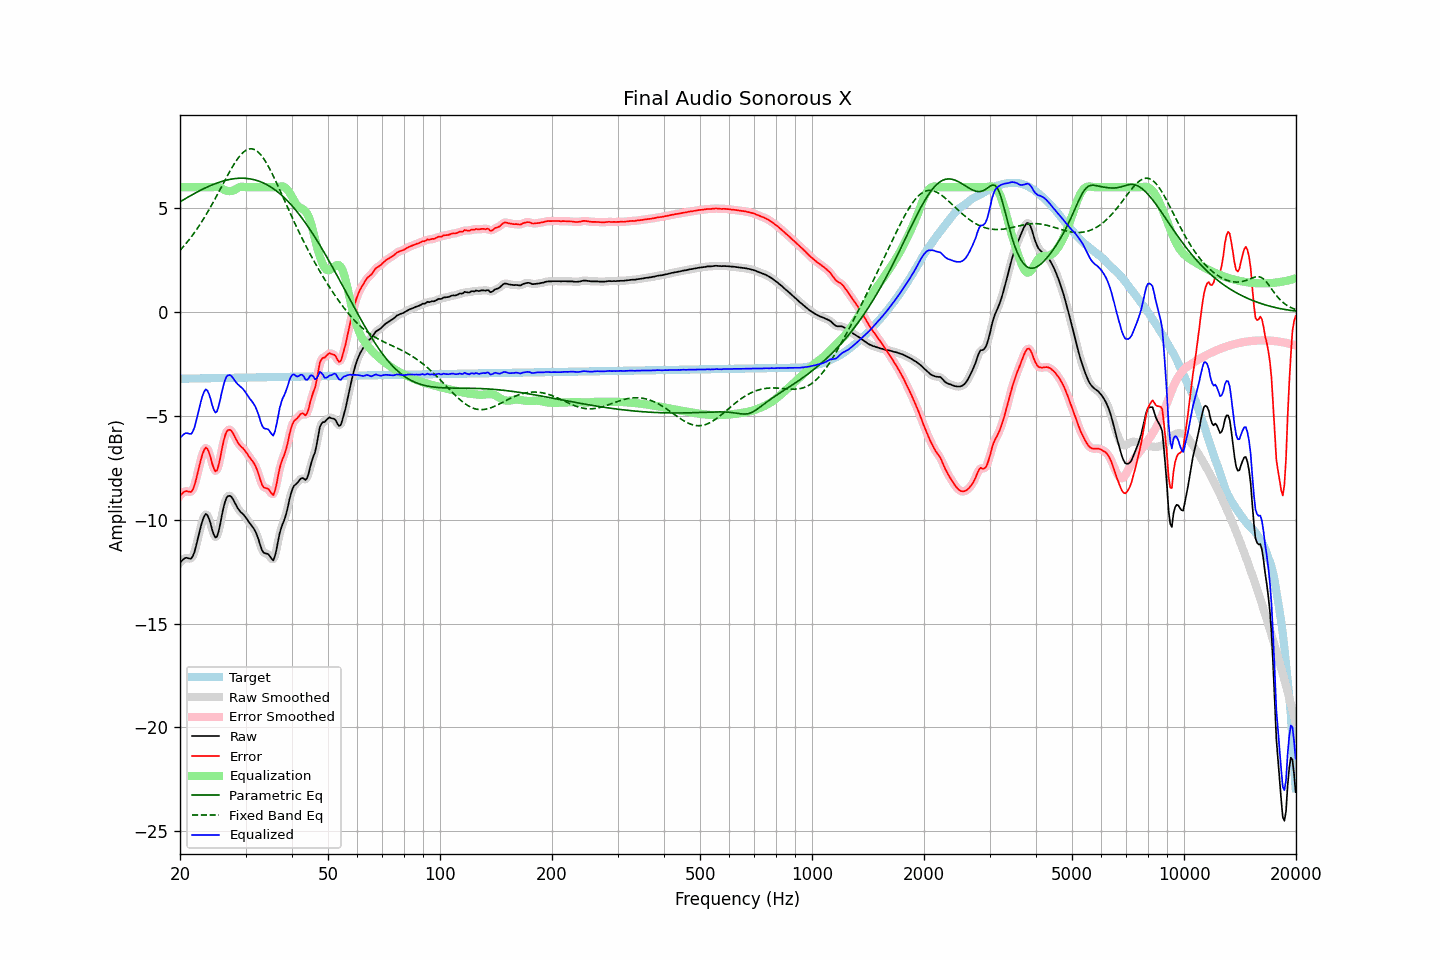 Final Audio Sonorous X
Amplitude (dBr)
5
0
−5
−10
−15
−20
−25
Target
Raw Smoothed
Error Smoothed
Raw
Error
Equalization
Parametric Eq
Fixed Band Eq
Equalized
20 50 100 200 500 1000 2000 5000 10000 20000
Frequency (Hz)